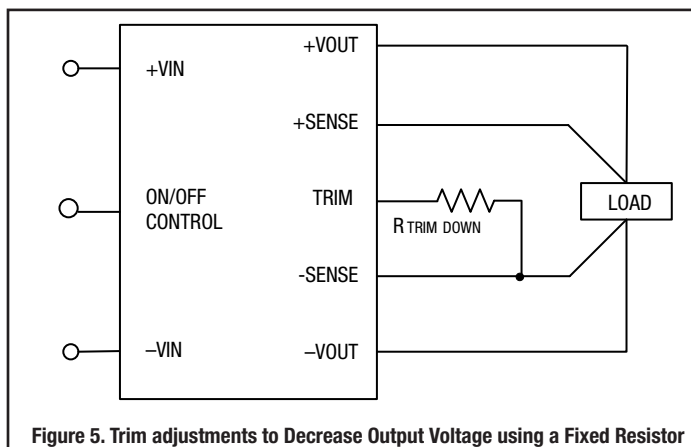 +VOUT
+VIN
+SENSE
ON/OFF
CONTROL
TRIM
R TRIM DOWN
LOAD
-SENSE
–VIN
–VOUT
Figure 5. Trim adjustments to Decrease Output Voltage using a Fixed Resistor